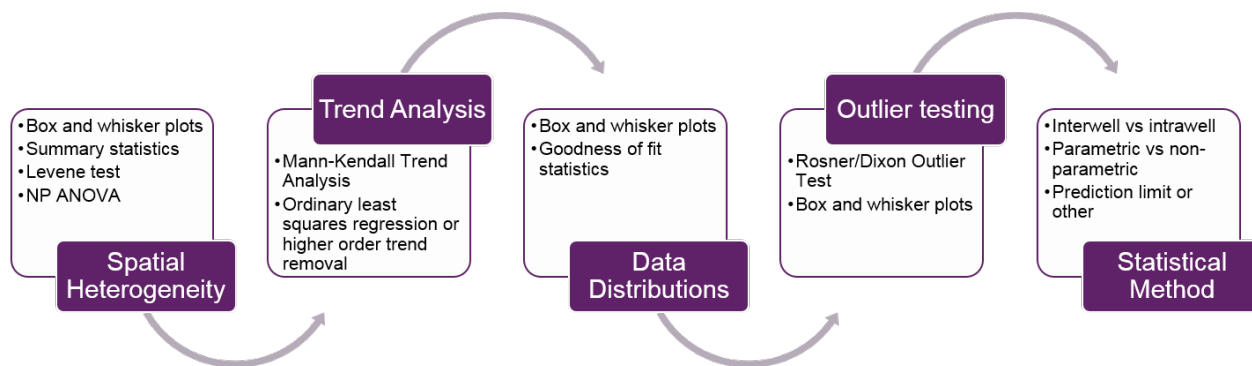 • Box and whisker plots
• Summary statistics
• Levene test
• NP ANOVA
Spatial
Heterogeneity
Trend Analysis
• Mann-Kendall Trend
Analysis
• Ordinary least
squares regression or
higher order trend
removal
• Box and whisker plots
• Goodness of fit
statistics
Data
Distributions
Outlier testing
• Rosner/Dixon Outlier
Test
• Box and whisker plots
• Interwell vs intrawell
• Parametric vs non-
parametric
• Prediction limit or
other
Statistical
Method